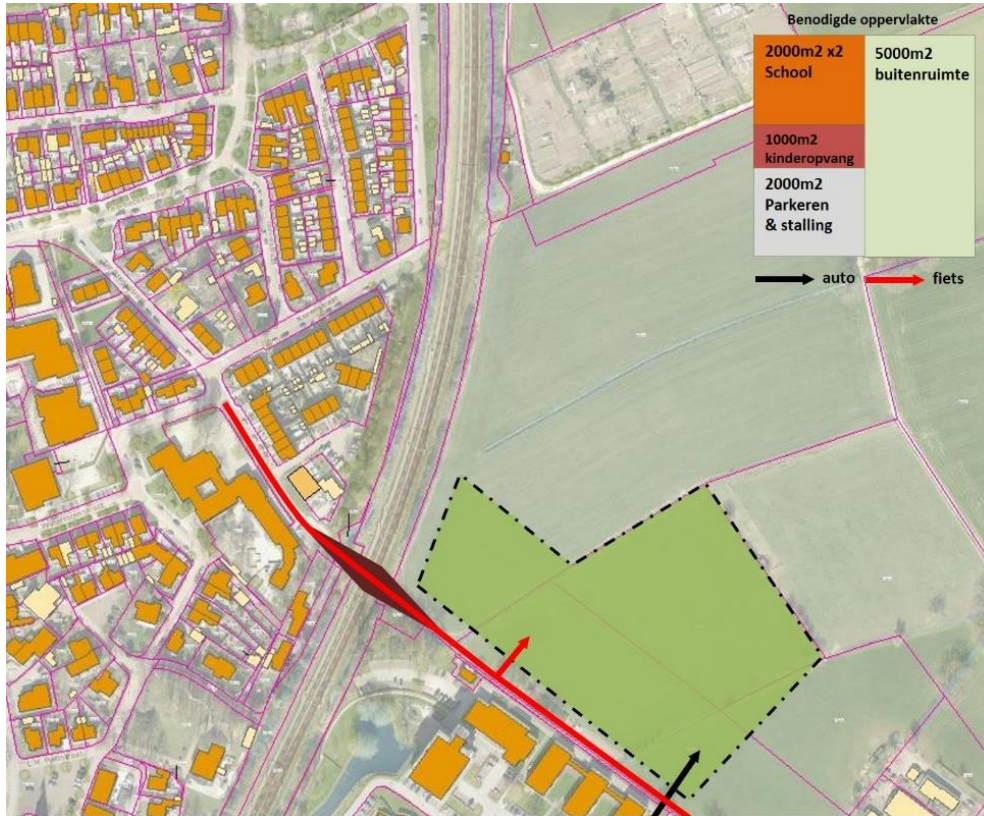 Benodigde oppervlakte
2000m2 x2
School
5000m2
buitenruimte
1000m2
kinderopvang
2000m2
Parkeren
& stalling
auto
fiets